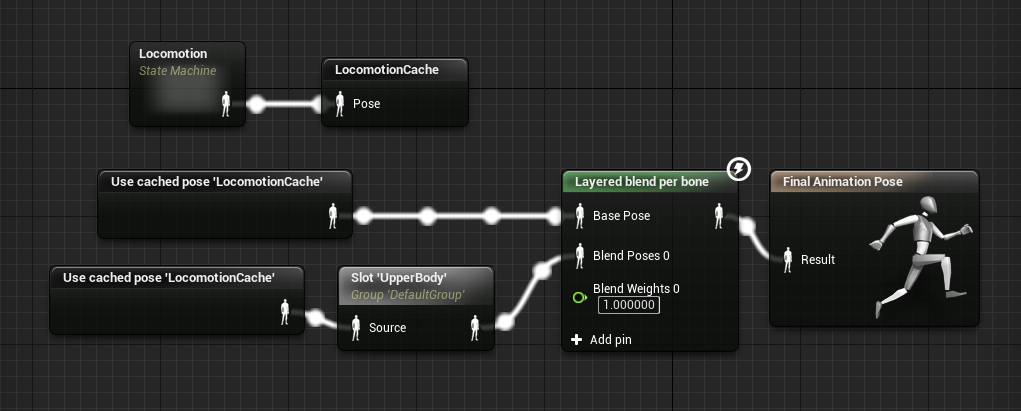 Locomotion
State Machine
LocomotionCache
Pose
Use cached pose 'LocomotionCache'
Layered blend per bone
Base Pose
Blend Poses 0
Blend Weights 0
1.000000
Add pin
Final Animation Pose
Result
Use cached pose 'LocomotionCache'
Slot 'UpperBody'
Group 'DefaultGroup'
Source